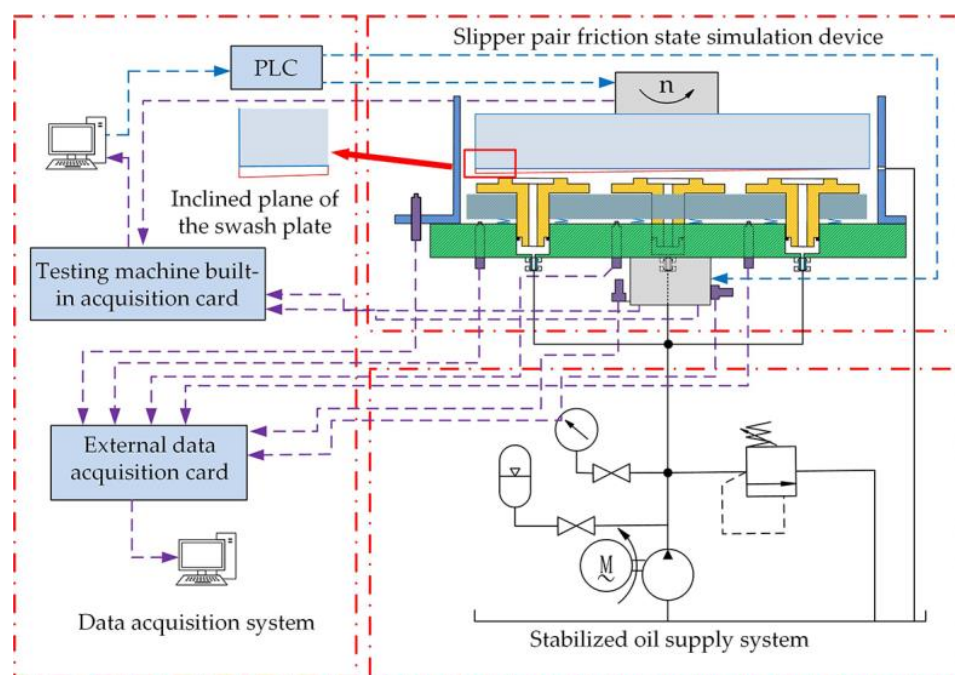 Slipper pair friction state simulation device
PLC
n
Inclined plane of
the swash plate
Testing machine built-
in acquisition card
External data
acquisition card
M
~
Data acquisition system
Stabilized oil supply system